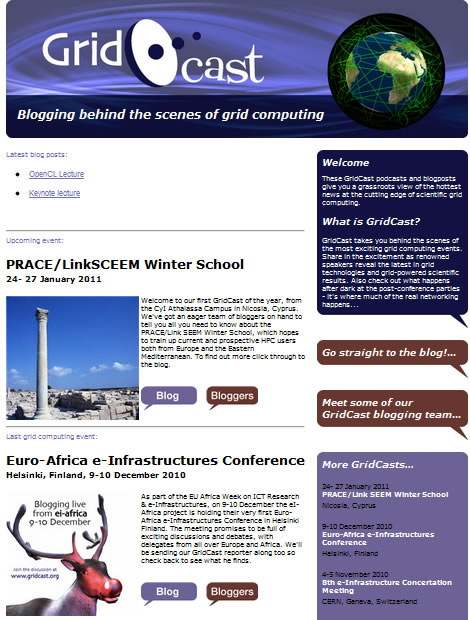 Grid cast
Blogging behind the scenes of grid computing
Latest blog posts:
OpenCL Lecture
Keynote lecture
Upcoming event:
PRACE/LinkSCEEM Winter School
24- 27 January 2011
Welcome to our first GridCast of the year, from
the CyI Athalassa Campus in Nicosia, Cyprus.
We've got an eager team of bloggers on hand to
tell you all you need to know about the
PRACE/Link SEEM Winter School, which hopes
to train up current and prospective HPC users
both from Europe and the Eastern
Mediterranean. To find out more click through to
the blog.
Blog Bloggers
Last grid computing event:
Euro-Africa e-Infrastructures Conference
Helsinki, Finland, 9-10 December 2010
Blogging live
from ei-africa
9-10 December
Join the discussion at
www.gridcast.org
As part of the EU Africa Week on ICT Research
& e-Infrastructures, on 9-10 December the eI-
Africa project is holding their very first Euro-
Africa e-Infrastructures Conference in Helsinki
Finland. The meeting promises to be full of
exciting discussions and debates, with
delegates from all over Europe and Africa. We'll
be sending our GridCast reporter along too so
check back to see what he finds.
Blog Bloggers
Welcome
These GridCast podcasts and blogposts
give you a grassroots view of the hottest
news at the cutting edge of scientific grid
computing.
What is GridCast?
GridCast takes you behind the scenes of
the most exciting grid computing events.
Share in the excitement as renowned
speakers reveal the latest in grid
technologies and grid-powered scientific
results. Also check out what happens
after dark at the post-conference parties
- it's where much of the real networking
happens...
Go straight to the blog!...
Meet some of our
GridCast blogging team...
More GridCasts...
24- 27 January 2011
PRACE/Link SEEM Winter School
Nicosia, Cyprus
9-10 December 2010
Euro-Africa e-Infrastructures
Conference
Helsinki, Finland
4-5 November 2010
8th e-Infrastructure Concertation
Meeting
CERN, Geneva, Switzerland